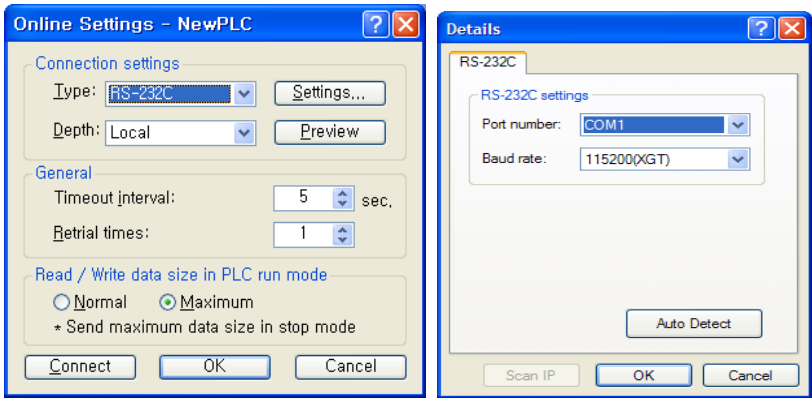 Online Settings - NewPLC
Connection settings
Type: RS-232C Settings...
Depth: Local Preview
General
Timeout interval: 5 sec,
Retrial times: 1
Read / Write data size in PLC run mode
Normal Maximum
* Send maximum data size in stop mode
Connect OK Cancel
Details
RS-232C
RS-232C settings
Port number: COM1
Baud rate: 115200(XGT)
Auto Detect
Scan IP OK Cancel